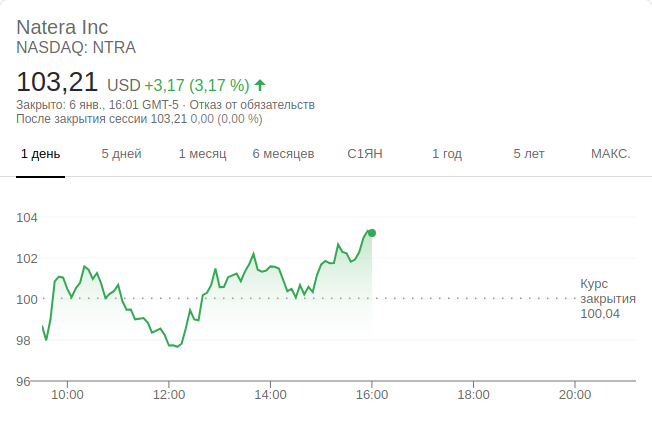 Natera Inc
NASDAQ: NTRA
103,21 USD +3,17 (3,17 %)
Закрыто: 6 янв., 16:01 GMT-5 · Отказ от обязательств
После закрытия сессии 103,21 0,00 (0,00 %)
1 день 5 дней 1 месяц 6 месяцев С1ЯН 1 год 5 лет МАКС.
104
102
100
98
96
Курс
закрытия
100,04
10:00 12:00 14:00 16:00 18:00 20:00